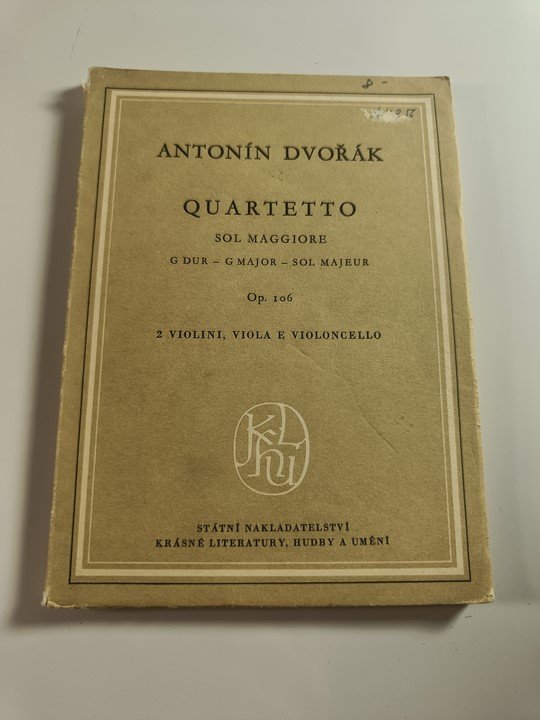 8 -
ANTONÍN DVOŘÁK
QUARTETTO
SOL MAGGIORE
G DUR – G MAJOR – SOL MAJEUR
Op. 106
2 VIOLINI, VIOLA E VIOLONCELLO
STÁTNÍ NAKLADATELSTVÍ
KRÁSNÉ LITERATURY, HUDBY A UMĚNÍ